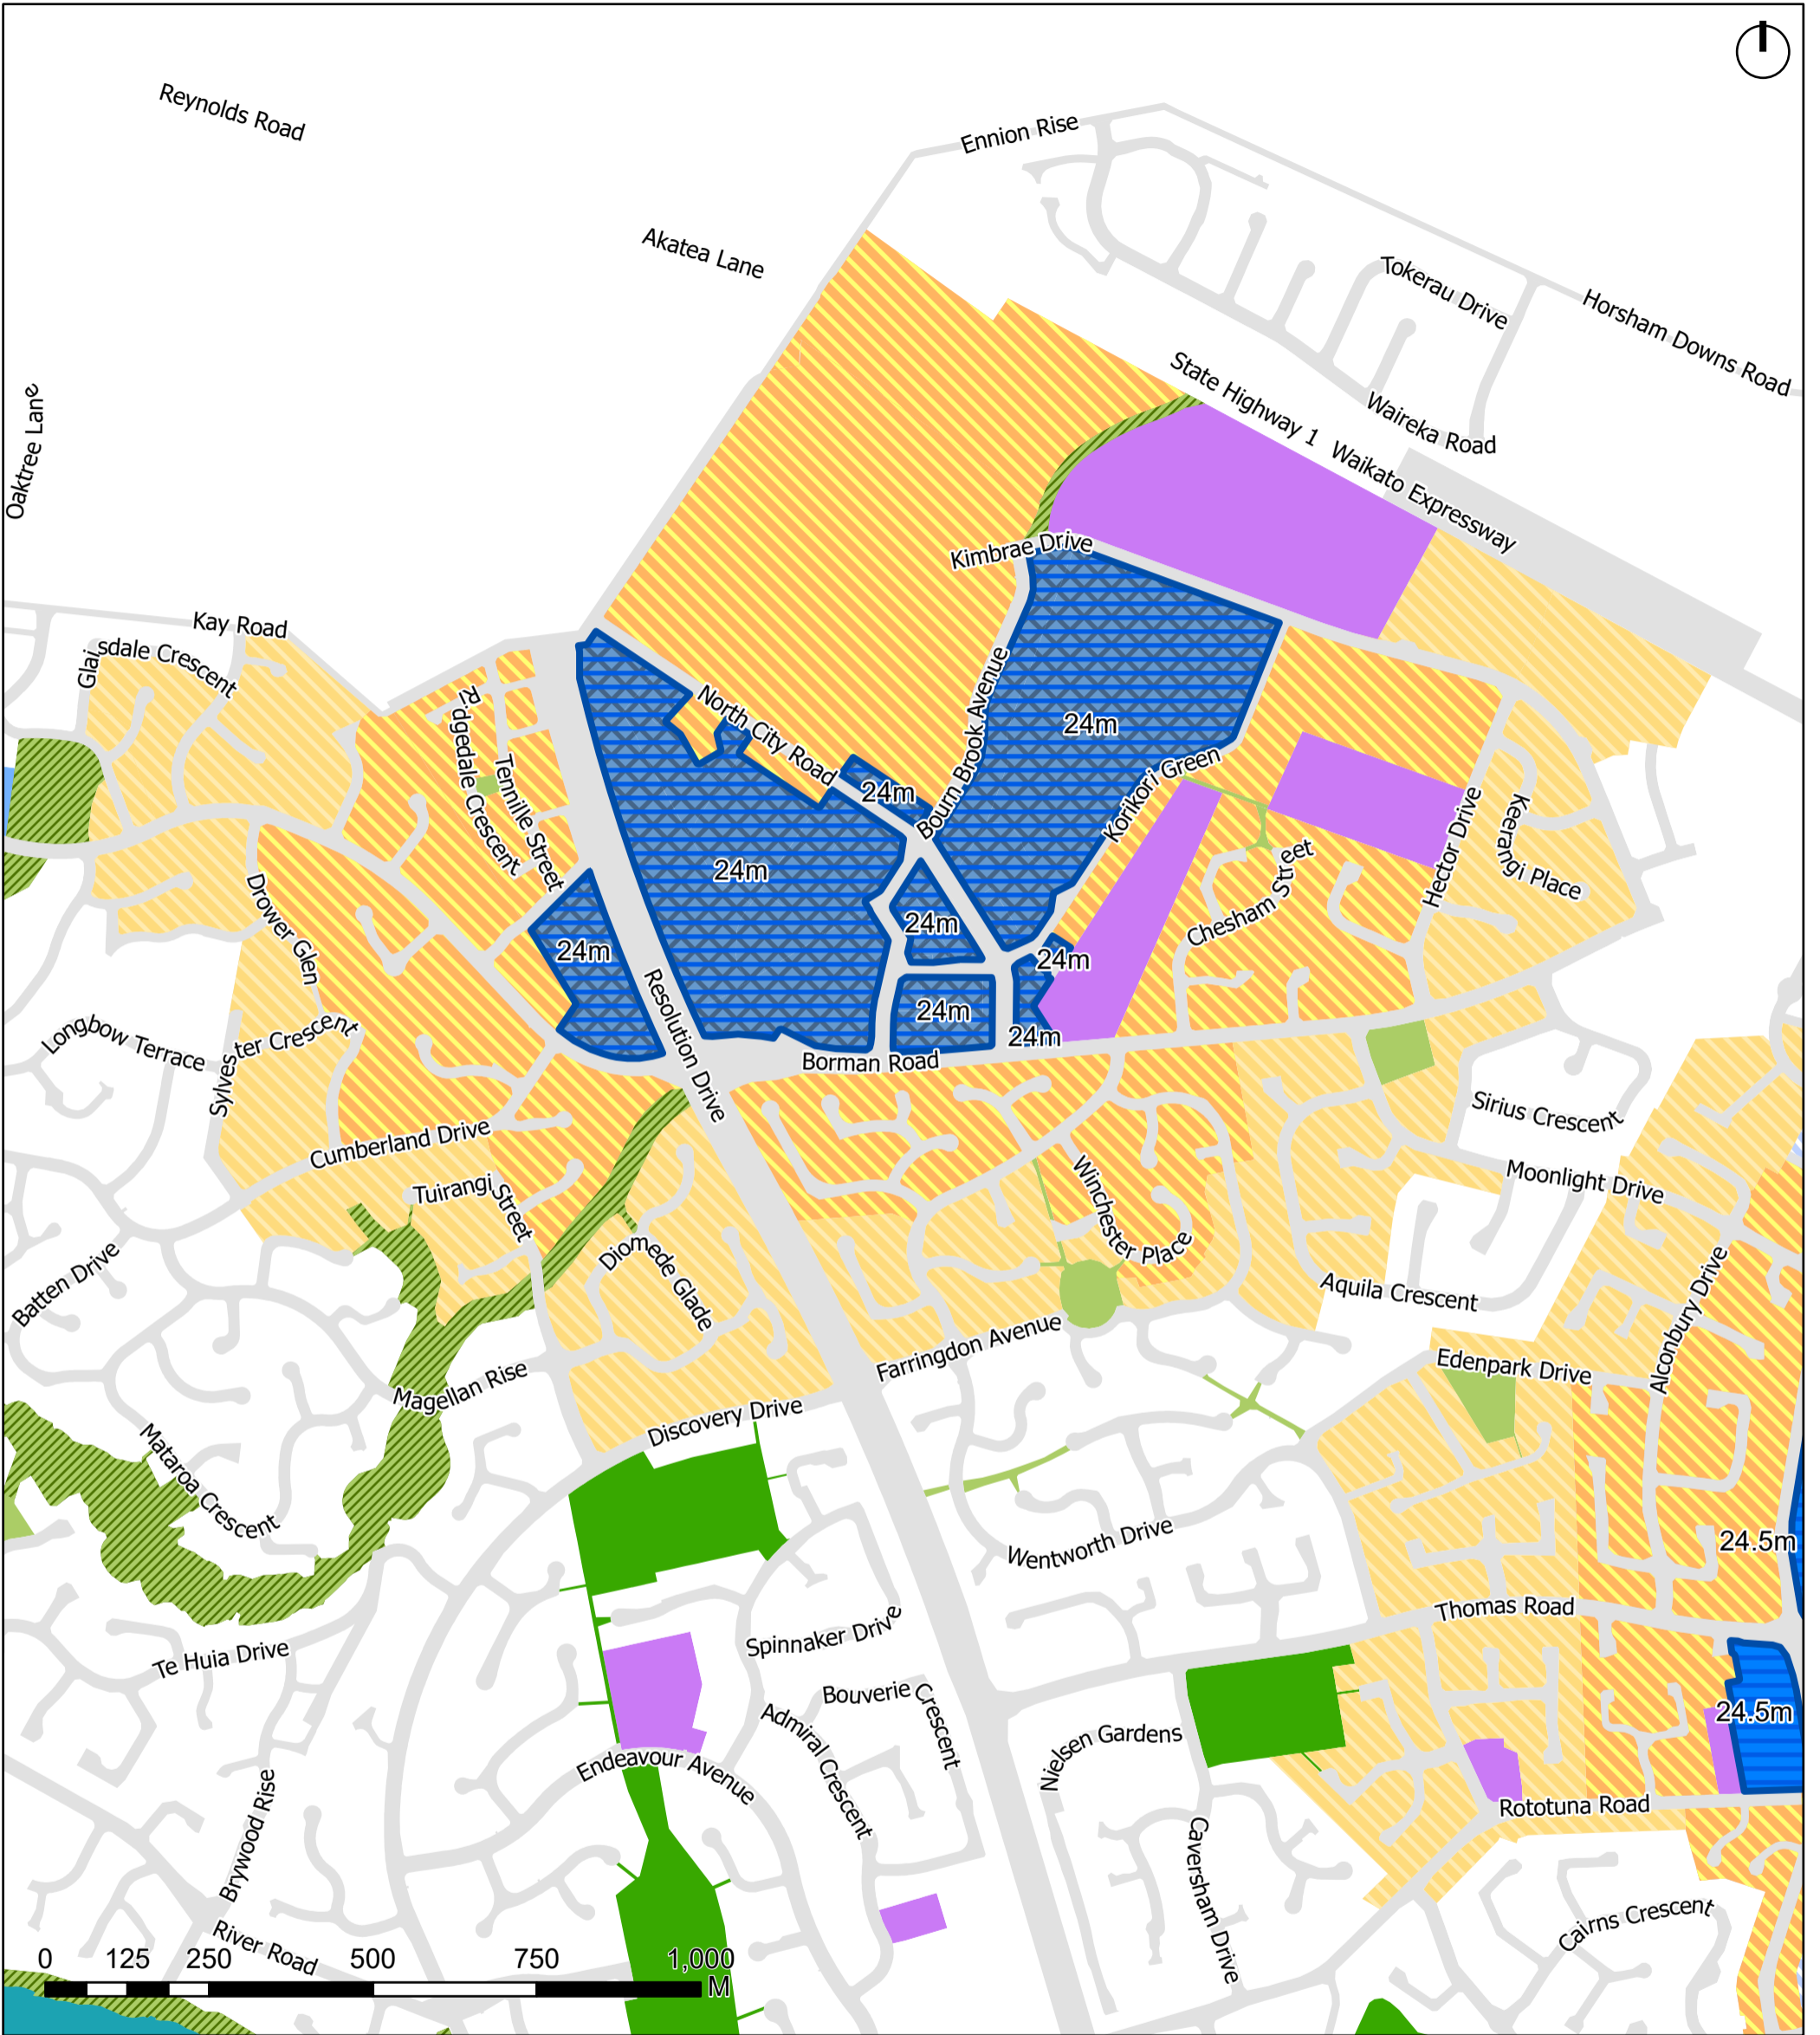 Reynolds Road
Ennion Rise
Akatea Lane
Tokerau Drive
Horsham Downs Road
State Highway 1 Waikato Expressway
Waireka Road
Oaktree Lane
Kimbrae Drive
Kay Road
Glaisdale Crescent
Ridgedale Crescent
Tennille Street
North City Road
Bourn Brook Avenue
24m
24m
Korikori Green
24m
Hector Drive
Keerangi Place
Chesham Street
Drower Glen
24m
24m
24m
24m
24m
Resolution Drive
Borman Road
Longbow Terrace
Sylvester Crescent
Cumberland Drive
Sirius Crescent
Moonlight Drive
Tuirangi Street
Winchester Place
Diomede Glade
Batten Drive
Aquila Crescent
Alconbury Drive
Farringdon Avenue
Edenpark Drive
Magellan Rise
Discovery Drive
Mataroa Crescent
Wentworth Drive
24.5m
Thomas Road
Spinnaker Drive
Te Huia Drive
Bouverie Crescent
Admiral Crescent
Nielsen Gardens
24.5m
Endeavour Avenue
Rototuna Road
Brywood Rise
Caversham Drive
Cairns Crescent
River Road
0 125 250 500 750 1,000
M